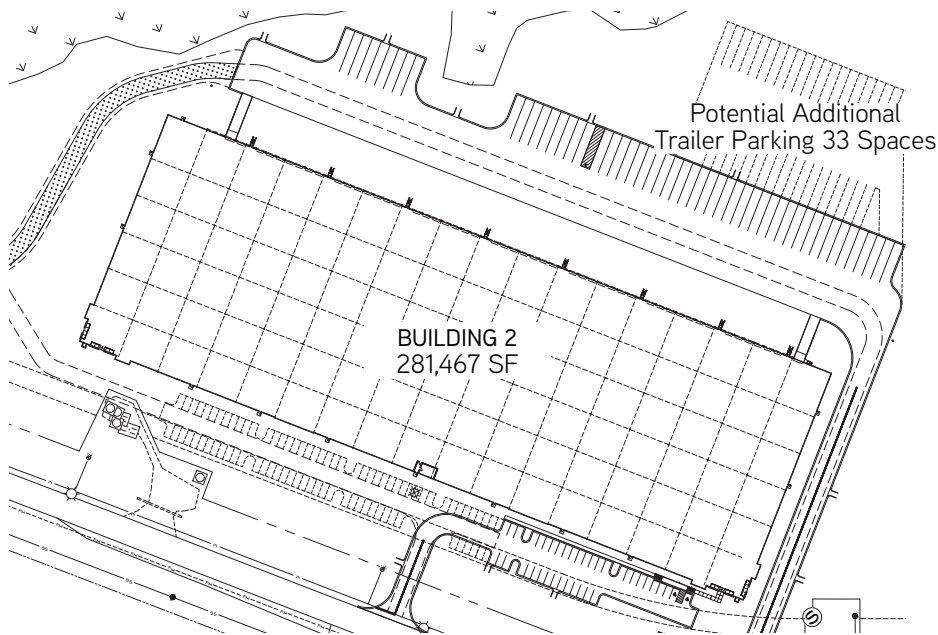 Potential Additional
Trailer Parking 33 Spaces
BUILDING 2
281,467 SF
S